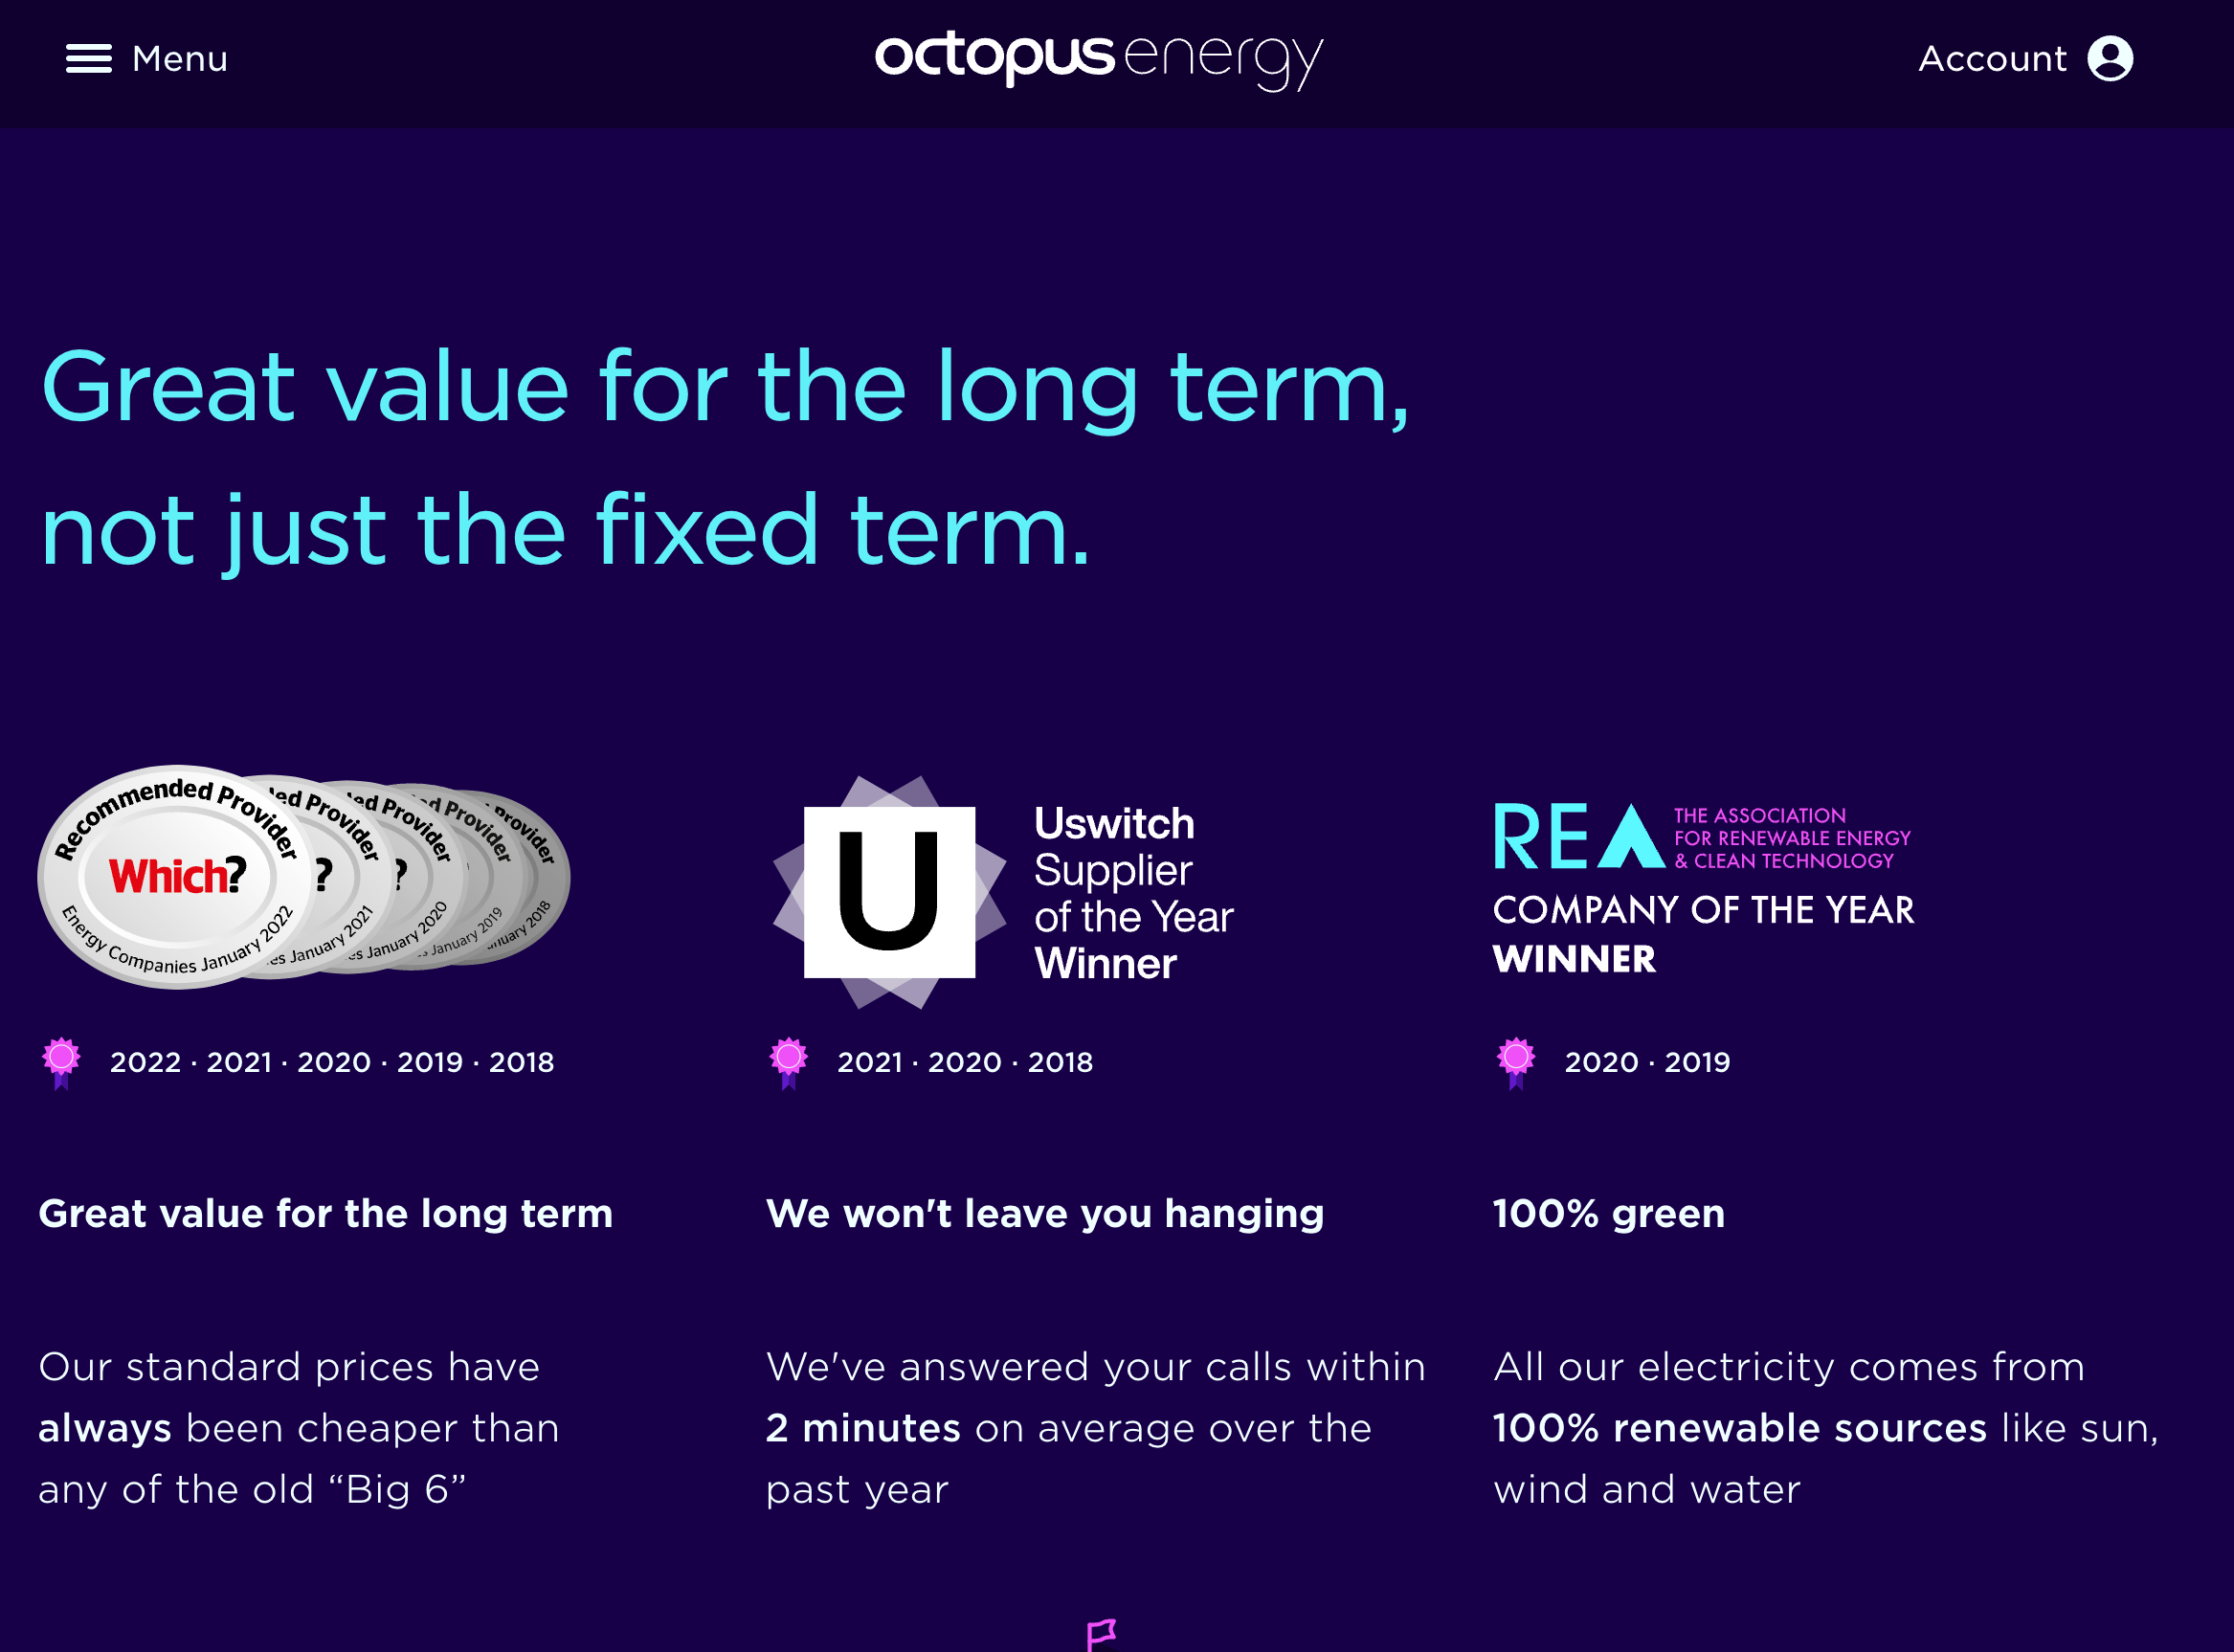 Menu
octopus energy
Account
Great value for the long term,
not just the fixed term.
Recommended Provider
Which?
Energy Companies January 2022
ed Provider
?
es January 2021
ed Provider
?
es January 2020
d Provider
s January 2019
Provider
nuary 2018
U
Uswitch
Supplier
of the Year
Winner
REA
THE ASSOCIATION
FOR RENEWABLE ENERGY
& CLEAN TECHNOLOGY
COMPANY OF THE YEAR
WINNER
2022 · 2021 · 2020 · 2019 · 2018
2021 · 2020 · 2018
2020 · 2019
Great value for the long term
Our standard prices have
always been cheaper than
any of the old “Big 6”
We won't leave you hanging
We've answered your calls within
2 minutes on average over the
past year
100% green
All our electricity comes from
100% renewable sources like sun,
wind and water